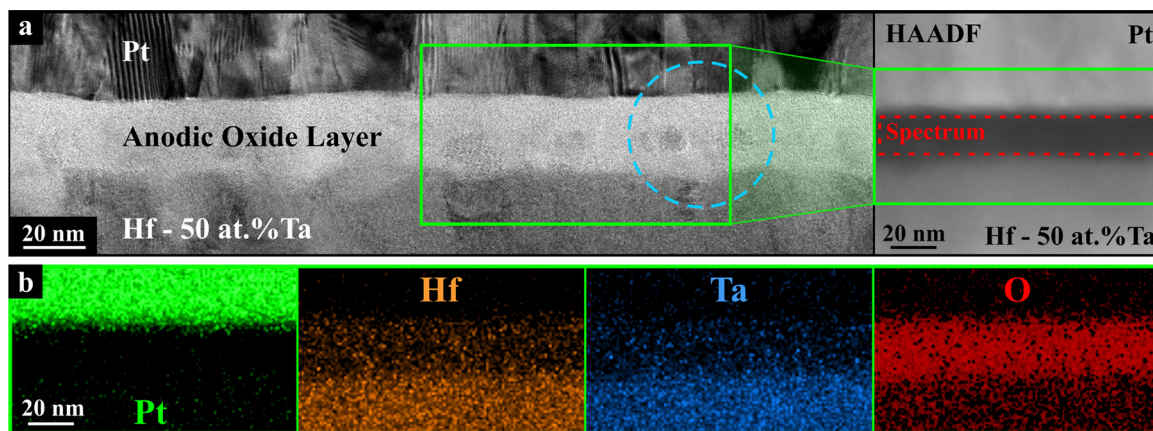 a
Pt
HAADF
Pt
Anodic Oxide Layer
Spectrum
20 nm
Hf - 50 at.%Ta
20 nm
Hf - 50 at.%Ta
b
Hf
Ta
O
20 nm
Pt